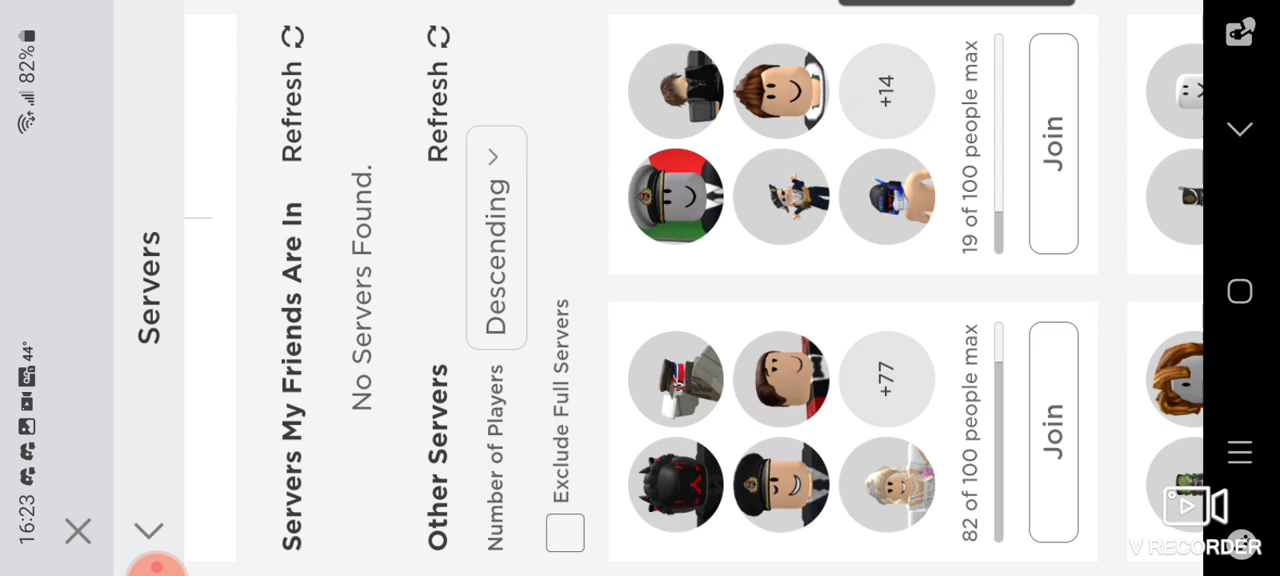 16:23 44° 82%
Servers
Servers My Friends Are In Refresh
No Servers Found.
Other Servers Refresh
Number of Players Descending
Exclude Full Servers
+77
82 of 100 people max
Join
+14
19 of 100 people max
Join
V RECORDER